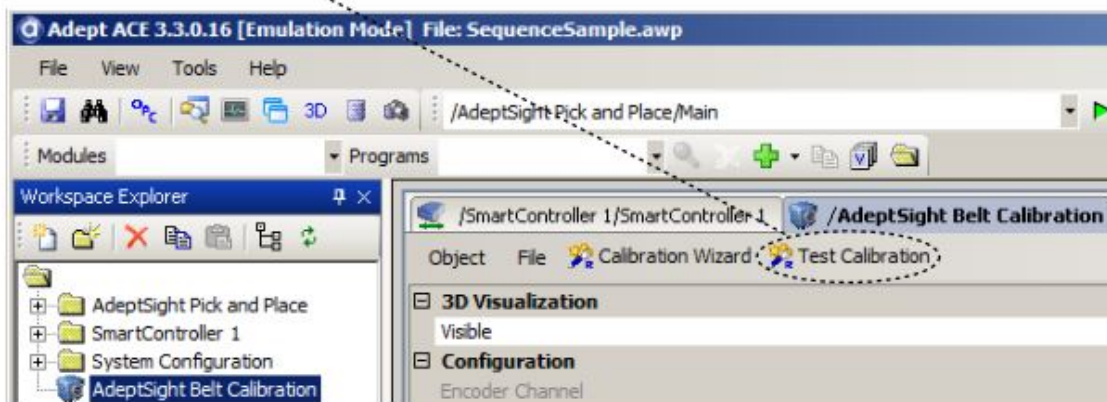 Adept ACE 3.3.0.16 [Emulation Mode] File: SequenceSample.awp
File View Tools Help
OPC 3D /AdeptSight Pick and Place/Main
Modules Programs
Workspace Explorer
/SmartController 1/SmartController 1 /AdeptSight Belt Calibration
Object File Calibration Wizard Test Calibration
AdeptSight Pick and Place
SmartController 1
System Configuration
AdeptSight Belt Calibration
3D Visualization
Visible
Configuration
Encoder Channel